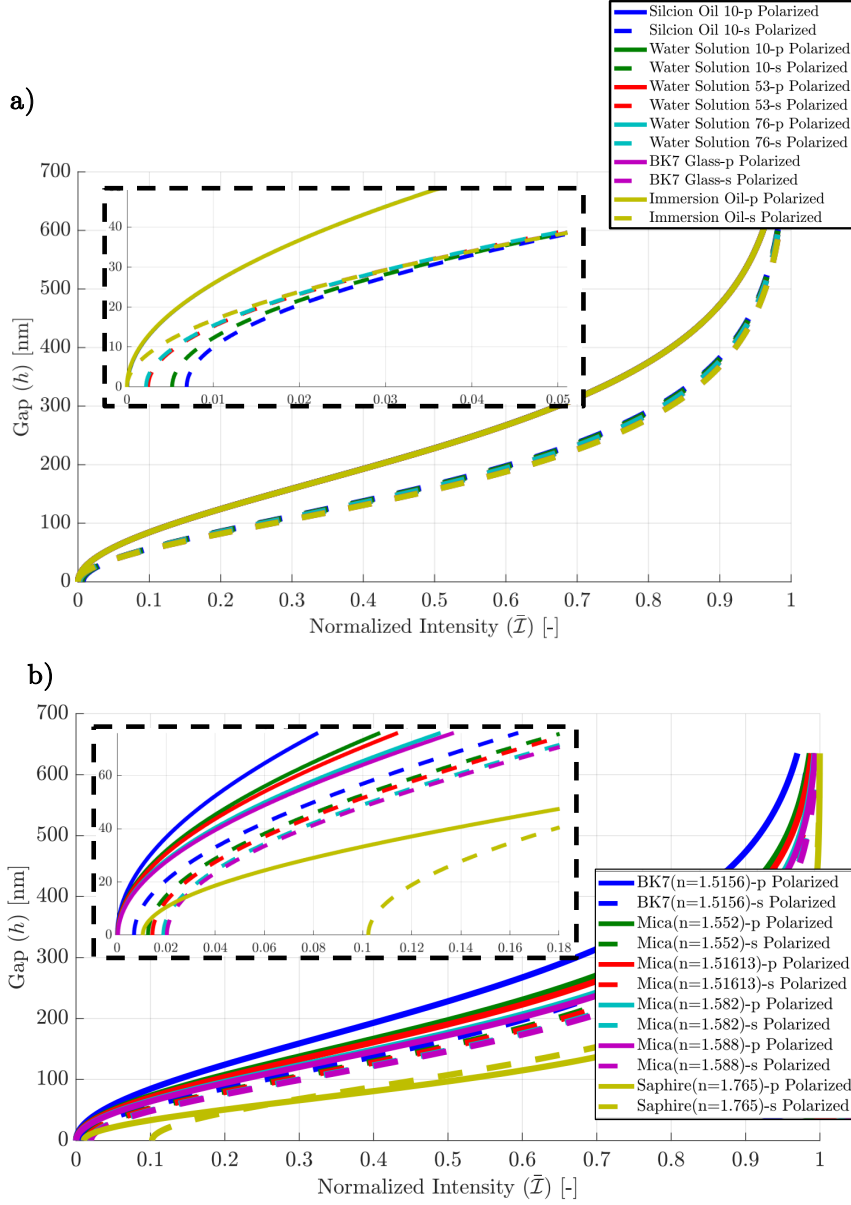 Silcion Oil 10-p Polarized
Silcion Oil 10-s Polarized
Water Solution 10-p Polarized
Water Solution 10-s Polarized
Water Solution 53-p Polarized
Water Solution 53-s Polarized
Water Solution 76-p Polarized
Water Solution 76-s Polarized
BK7 Glass-p Polarized
BK7 Glass-s Polarized
Immersion Oil-p Polarized
Immersion Oil-s Polarized
a)
700
600
500
400
300
200
100
0
Gap (h) [nm]
40
30
20
10
0
0 0.01 0.02 0.03 0.04 0.05
0 0.1 0.2 0.3 0.4 0.5 0.6 0.7 0.8 0.9 1
Normalized Intensity (\bar{ℐ}) [-]
b)
700
600
500
400
300
200
100
0
Gap (h) [nm]
60
40
20
0
0 0.02 0.04 0.06 0.08 0.1 0.12 0.14 0.16 0.18
BK7(n=1.5156)-p Polarized
BK7(n=1.5156)-s Polarized
Mica(n=1.552)-p Polarized
Mica(n=1.552)-s Polarized
Mica(n=1.51613)-p Polarized
Mica(n=1.51613)-s Polarized
Mica(n=1.582)-p Polarized
Mica(n=1.582)-s Polarized
Mica(n=1.588)-p Polarized
Mica(n=1.588)-s Polarized
Saphire(n=1.765)-p Polarized
Saphire(n=1.765)-s Polarized
0 0.1 0.2 0.3 0.4 0.5 0.6 0.7 0.8 0.9 1
Normalized Intensity (\bar{ℐ}) [-]